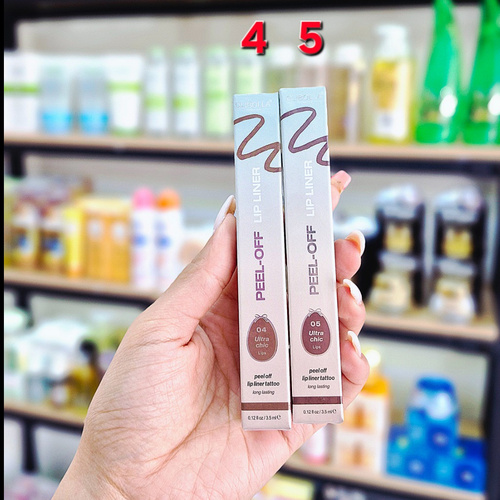 4 5
PEEL-OFF LIP LINER
04
Ultra
chic
Lips
peel off
lip liner tattoo
long lasting
0.12 fl oz / 3.5 ml ℮
PEEL-OFF LIP LINER
05
Ultra
chic
Lips
peel off
lip liner tattoo
long lasting
0.12 fl oz / 3.5 ml ℮